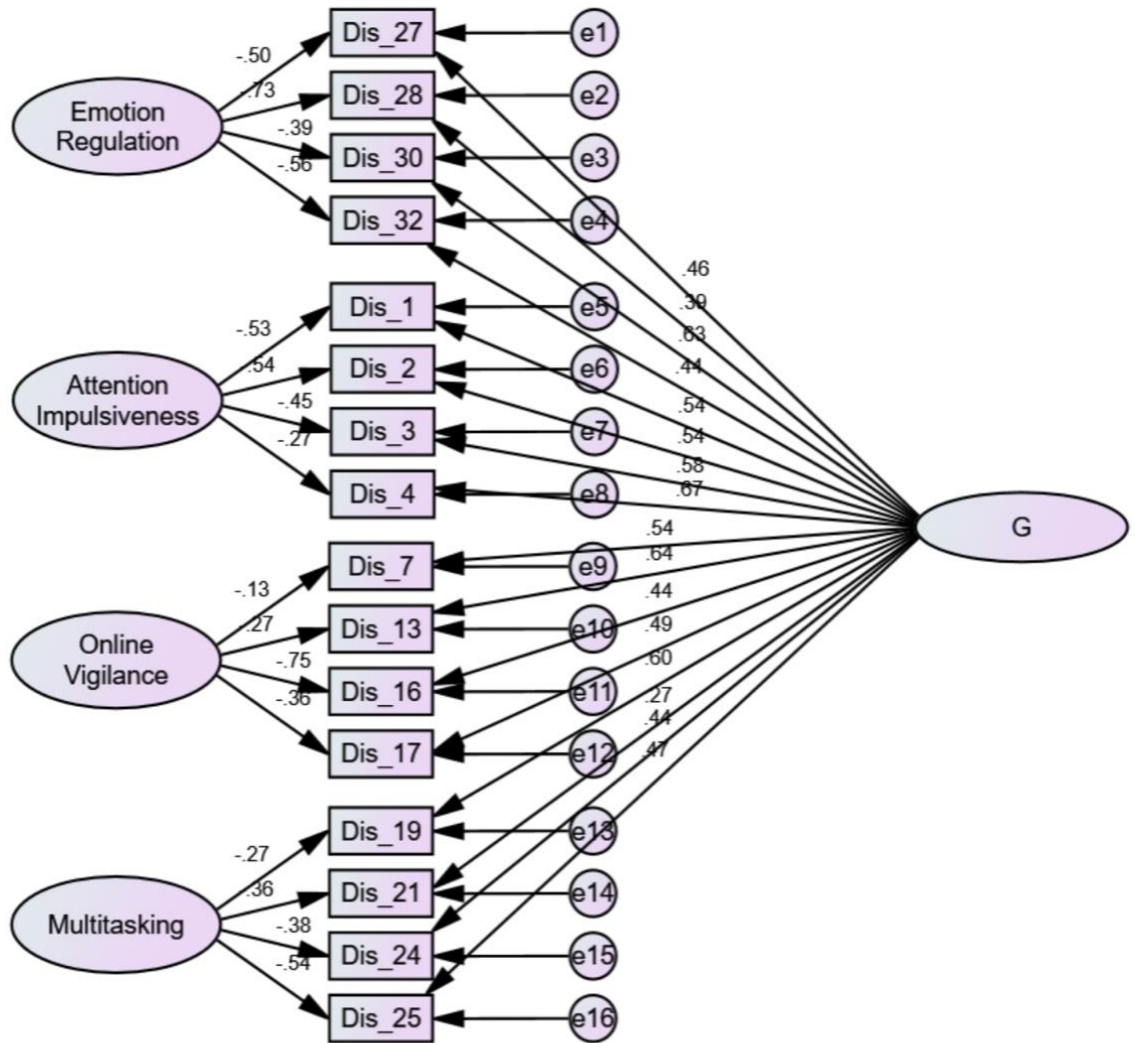 Emotion
Regulation
-.50
-.73
-.39
-.56
Dis_27
Dis_28
Dis_30
Dis_32
e1
e2
e3
e4
Attention
Impulsiveness
-.53
-.54
-.45
-.27
Dis_1
Dis_2
Dis_3
Dis_4
e5
e6
e7
e8
Online
Vigilance
-.13
-.27
-.75
-.36
Dis_7
Dis_13
Dis_16
Dis_17
e9
e10
e11
e12
Multitasking
-.27
-.36
-.38
-.54
Dis_19
Dis_21
Dis_24
Dis_25
e13
e14
e15
e16
.46
.39
.63
.44
.54
.54
.58
.67
.54
.64
.44
.49
.60
.27
.44
.47
G